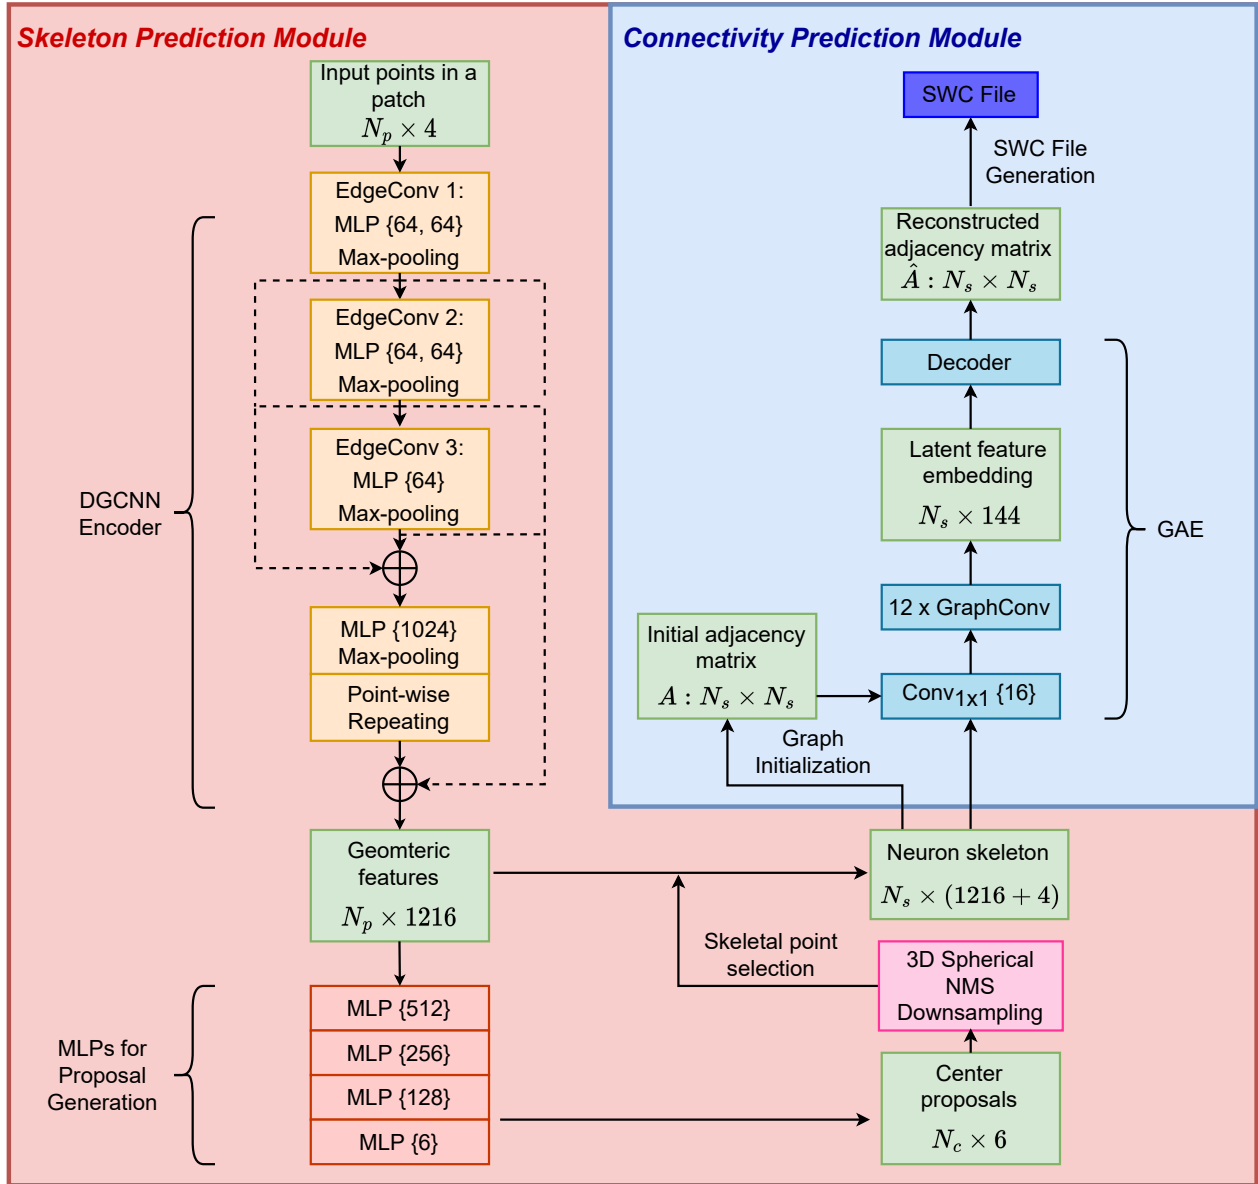 Skeleton Prediction Module
Input points in a
patch
N_p × 4
EdgeConv 1:
MLP {64, 64}
Max-pooling
EdgeConv 2:
MLP {64, 64}
Max-pooling
EdgeConv 3:
MLP {64}
Max-pooling
DGCNN
Encoder
MLP {1024}
Max-pooling
Point-wise
Repeating
Geomteric
features
N_p × 1216
MLPs for
Proposal
Generation
MLP {512}
MLP {256}
MLP {128}
MLP {6}
Center
proposals
N_c × 6
3D Spherical
NMS
Downsampling
Skeletal point
selection
Neuron skeleton
N_s × (1216 + 4)
Connectivity Prediction Module
SWC File
SWC File
Generation
Reconstructed
adjacency matrix
Â : N_s × N_s
Decoder
Latent feature
embedding
N_s × 144
GAE
12 x GraphConv
Initial adjacency
matrix
A : N_s × N_s
Conv1x1 {16}
Graph
Initialization